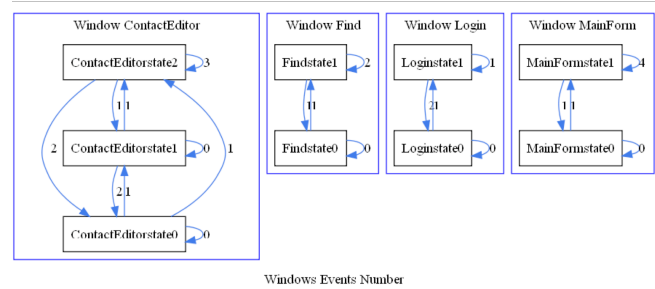 Window ContactEditor
ContactEditorstate2
3
1
1
2
ContactEditorstate1
0
1
2
1
ContactEditorstate0
0
Window Find
Findstate1
2
1
1
Findstate0
0
Window Login
Loginstate1
1
2
1
Loginstate0
0
Window MainForm
MainFormstate1
4
1
1
MainFormstate0
0
Windows Events Number